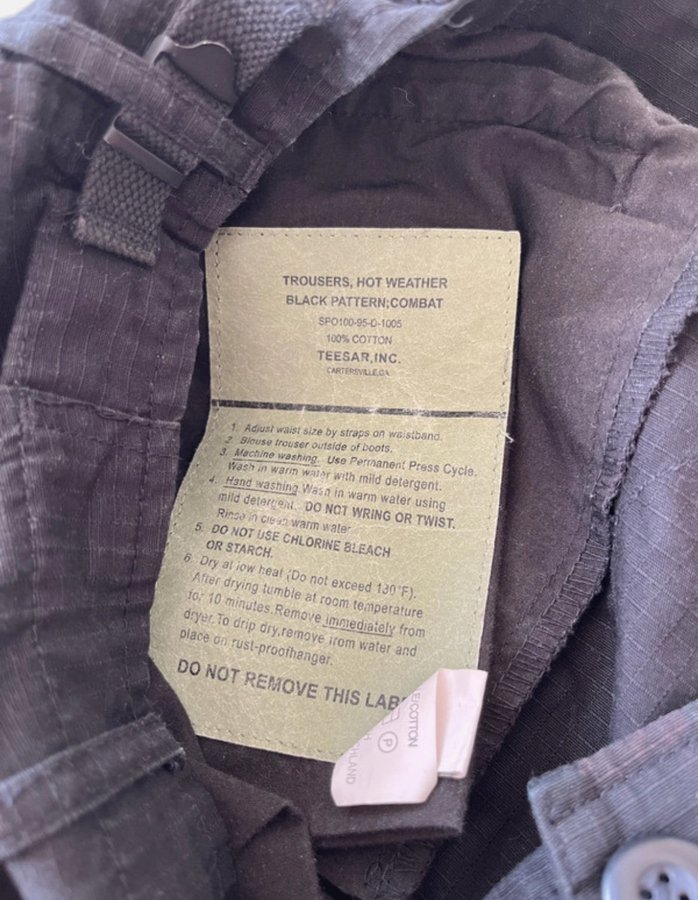 TROUSERS, HOT WEATHER
BLACK PATTERN;COMBAT
SPO100-95-D-1005
100% COTTON
TEESAR,INC.
CARTERSVILLE,GA.
1. Adjust waist size by straps on waistband.
2. Blouse trouser outside of boots.
3. Machine washing. Use Permanent Press Cycle.
Wash in warm water with mild detergent.
4. Hand washing.Wash in warm water using
mild detergent. DO NOT WRING OR TWIST.
Rinse in clean warm water
5. DO NOT USE CHLORINE BLEACH
OR STARCH.
6. Dry at low heat (Do not exceed 130°F).
After drying tumble at room temperature
for 10 minutes.Remove immediately from
dryer.To drip dry,remove from water and
place on rust-proofhanger.
DO NOT REMOVE THIS LAB
E/COTTON
P
HLAND